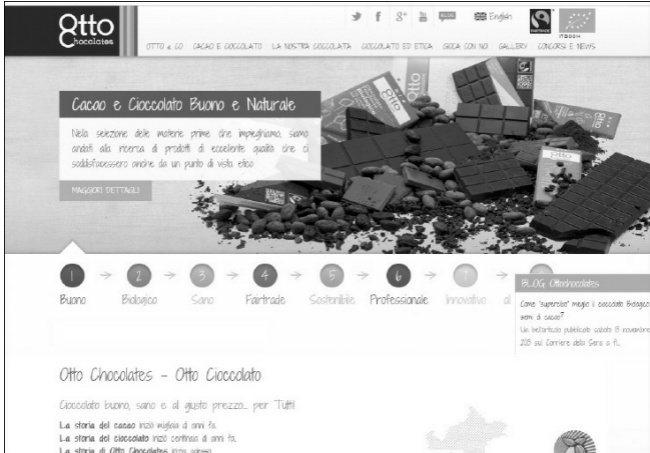 Otto
Chocolates
BLOG
English
FAIRTRADE
OTTO & CO CACAO E CIOCCOLATO LA NOSTRA CIOCCOLATA CIOCCOLATO ED ETICA GIOCA CON NOI GALLERY CONCORSI E NEWS
Cacao e Cioccolato Buono e Naturale
Nella selezione delle materie prime che impieghiamo, siamo
andati alla ricerca di prodotti di eccellente qualità che ci
soddisfacessero anche da un punto di vista etico
MAGGIORI DETTAGLI
1 2 3 4 5 6 7
Buono Biologico Sano Fairtrade Sostenibile Professionale Innovativo al
BLOG Ottochocolates
Come "supercibo" meglio il cioccolato Biologico
semi di cacao?
Un bell'articolo pubblicato sabato
sul Corriere della Sera a fi...
Otto Chocolates - Otto Cioccolato
Cioccolato buono, sano e al giusto prezzo... per Tutti!
La storia del cacao inizia migliaia di anni fa.
La storia del cioccolato inizia centinaia di anni fa.
La storia di Otto Chocolates inizia adesso.